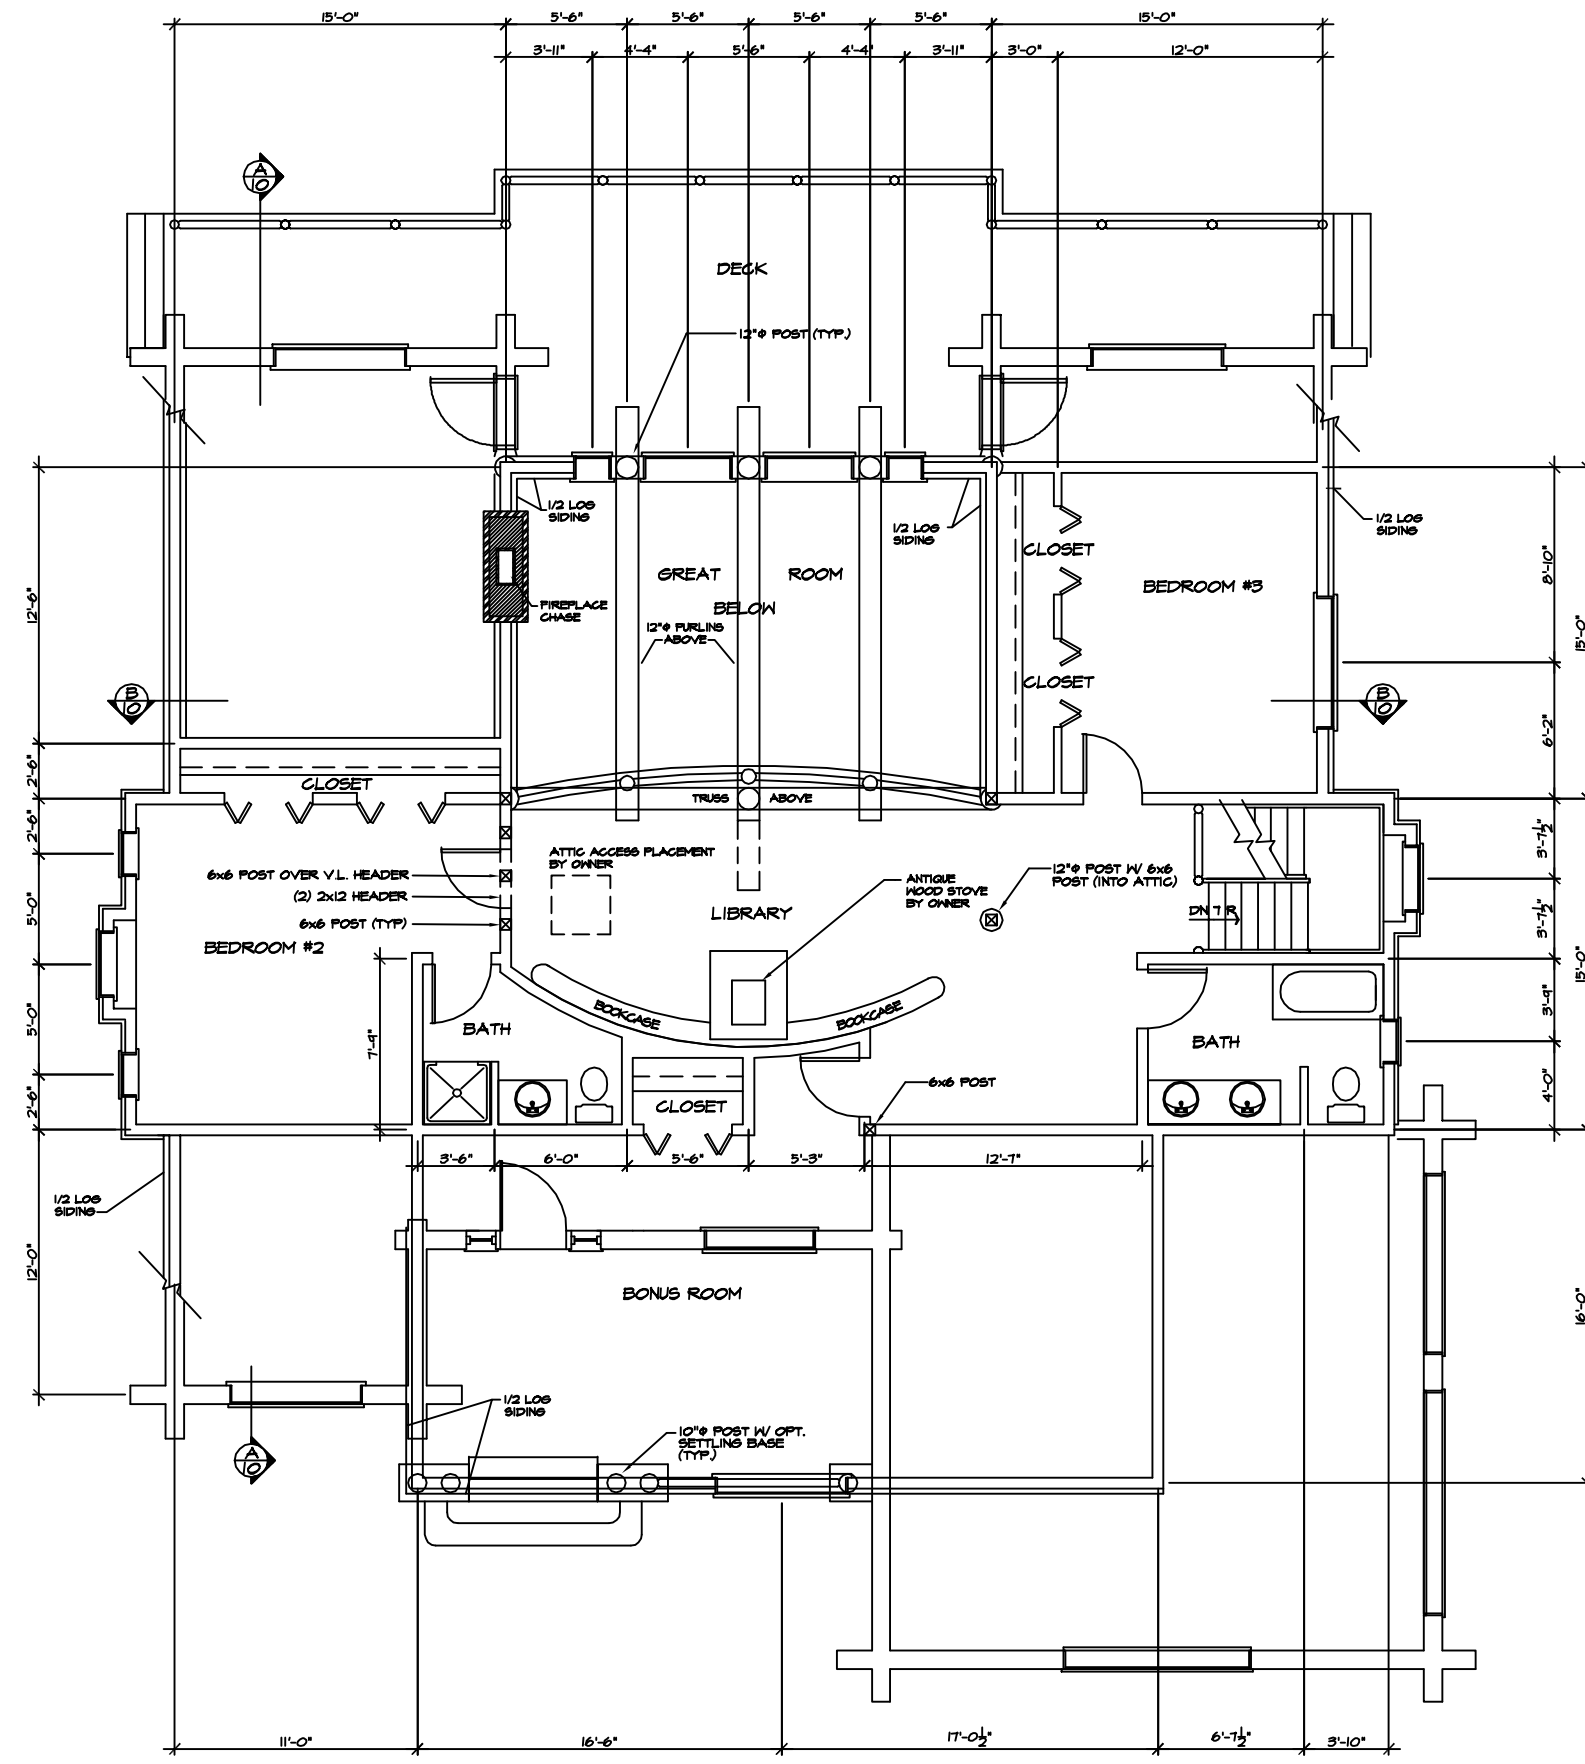 15'-0"
5'-6"
5'-6"
5'-6"
5'-6"
15'-0"
3'-11"
4'-4"
5'-6"
4'-4"
3'-11"
3'-0"
12'-0"
A
10
DECK
12"ϕ POST (TYP.)
1/2 LOG
SIDING
1/2 LOG
SIDING
1/2 LOG
SIDING
CLOSET
8'-10"
GREAT ROOM
BELOW
BEDROOM #3
12'-6"
FIREPLACE
CHASE
12"ϕ PURLINS
ABOVE
15'-0"
CLOSET
B
10
B
10
6'-2"
2'-6"
CLOSET
TRUSS ABOVE
2'-6"
3'-7½"
ATTIC ACCESS PLACEMENT
BY OWNER
6x6 POST OVER V.L. HEADER
(2) 2x12 HEADER
6x6 POST (TYP)
ANTIQUE
WOOD STOVE
BY OWNER
12"ϕ POST W/ 6x6
POST (INTO ATTIC)
LIBRARY
DN 7 R
5'-0"
3'-7½"
BEDROOM #2
15'-0"
3'-9"
BOOKCASE
BOOKCASE
5'-0"
7'-9"
BATH
BATH
6x6 POST
CLOSET
2'-6"
4'-0"
3'-6"
6'-0"
5'-6"
5'-3"
12'-7"
1/2 LOG
SIDING
12'-0"
BONUS ROOM
16'-0"
1/2 LOG
SIDING
10"ϕ POST W/ OPT.
SETTLING BASE
(TYP.)
A
10
11'-0"
16'-6"
17'-0½"
6'-7½"
3'-10"